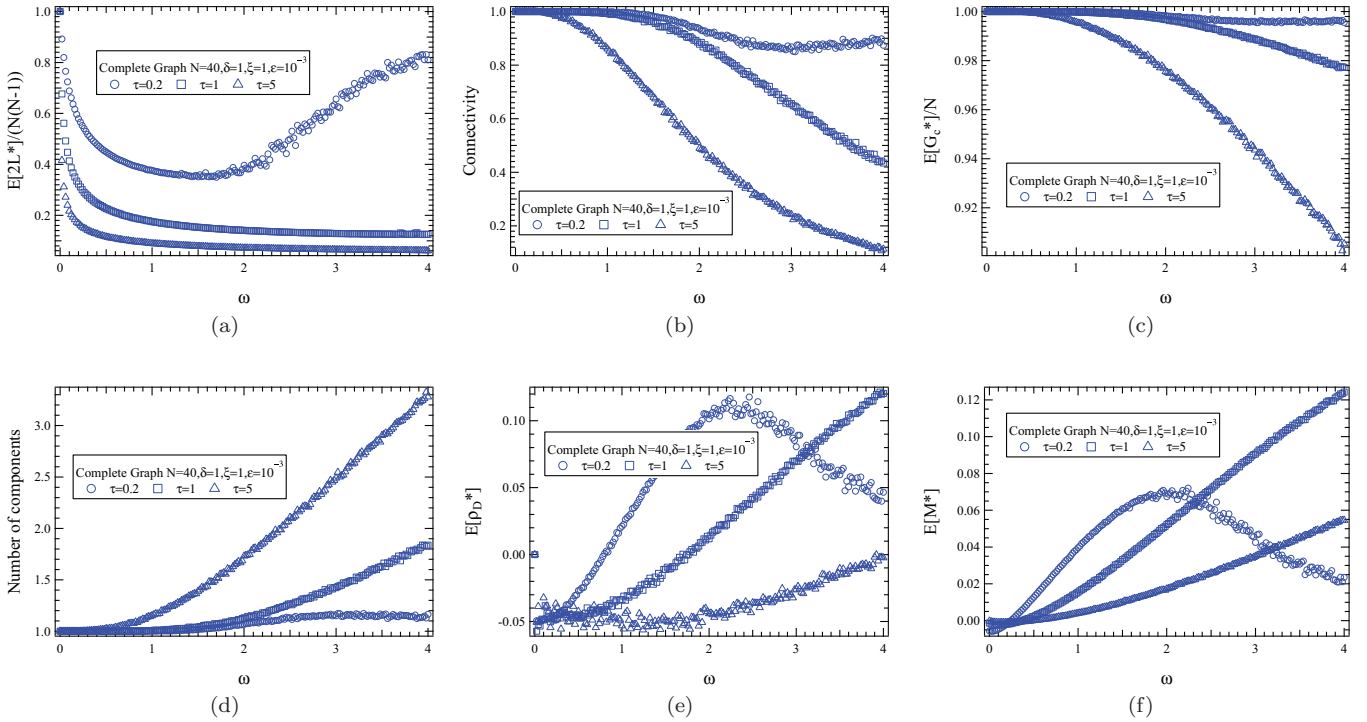 E[2L*]/(N(N-1))
1.0
0.8
0.6
0.4
0.2
Complete Graph N=40,δ=1,ξ=1,ε=10⁻³
τ=0.2 τ=1 τ=5
0 1 2 3 4
ω
(a)
Connectivity
1.0
0.8
0.6
0.4
0.2
Complete Graph N=40,δ=1,ξ=1,ε=10⁻³
τ=0.2 τ=1 τ=5
0 1 2 3 4
ω
(b)
E[G_c*]/N
1.00
0.98
0.96
0.94
0.92
Complete Graph N=40,δ=1,ξ=1,ε=10⁻³
τ=0.2 τ=1 τ=5
0 1 2 3 4
ω
(c)
Number of components
3.0
2.5
2.0
1.5
1.0
Complete Graph N=40,δ=1,ξ=1,ε=10⁻³
τ=0.2 τ=1 τ=5
0 1 2 3 4
ω
(d)
E[ρ_D*]
0.10
0.05
0.00
-0.05
Complete Graph N=40,δ=1,ξ=1,ε=10⁻³
τ=0.2 τ=1 τ=5
0 1 2 3 4
ω
(e)
E[M*]
0.12
0.10
0.08
0.06
0.04
0.02
0.00
Complete Graph N=40,δ=1,ξ=1,ε=10⁻³
τ=0.2 τ=1 τ=5
0 1 2 3 4
ω
(f)